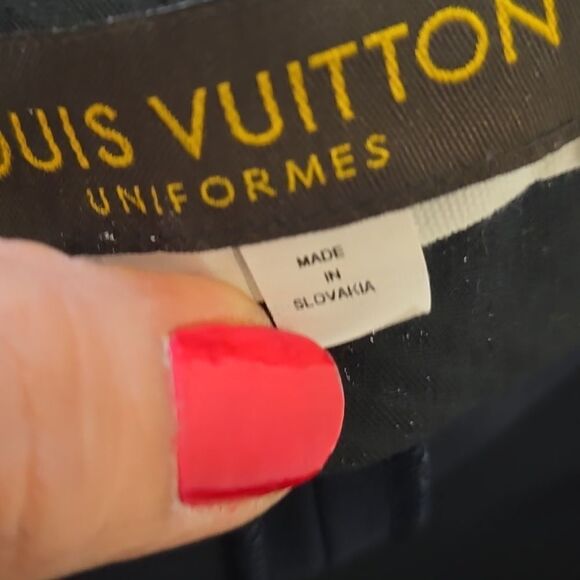 OUIS VUITTON
UNIFORMES
MADE
IN
SLOVAKIA